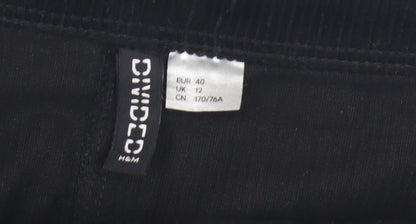 DIVIDED
H&M
EUR 40
UK 12
CN 170/76A